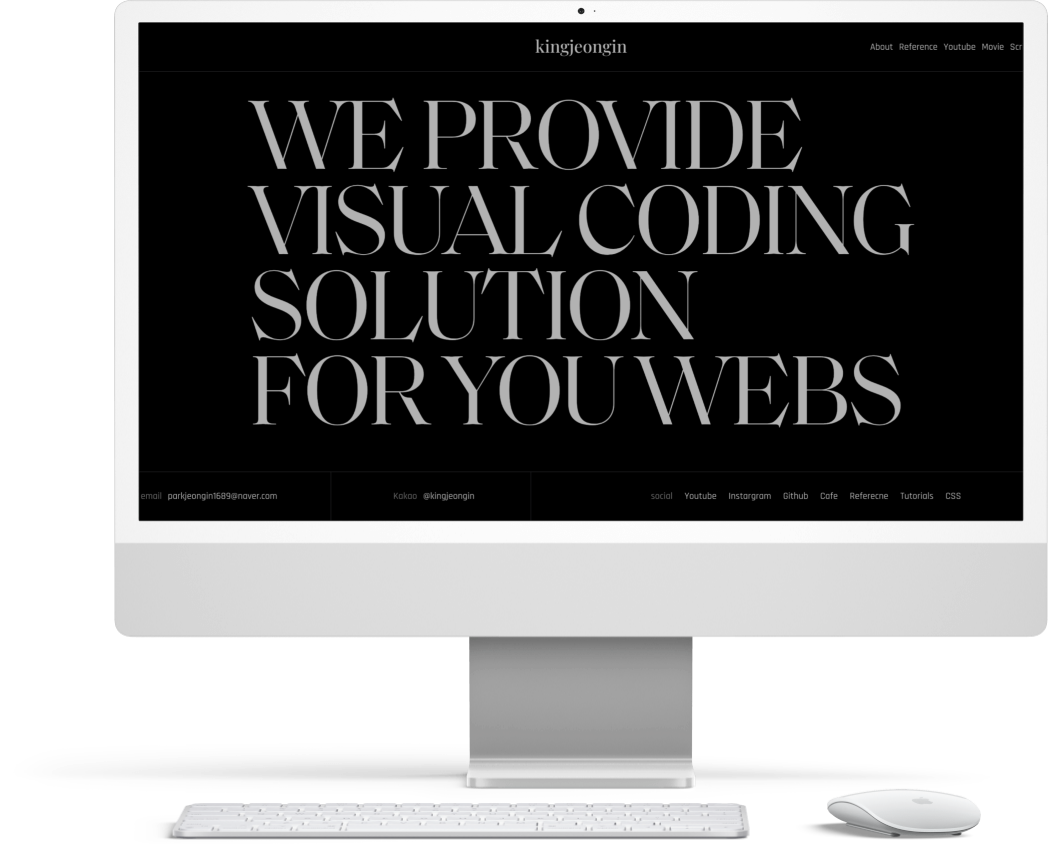 kingjeongin
About Reference Youtube Movie Scr
WE PROVIDE
VISUAL CODING
SOLUTION
FOR YOU WEBS
email parkjeongin1689@naver.com
Kakao @kingjeongin
social Youtube Instargram Github Cafe Referecne Tutorials CSS